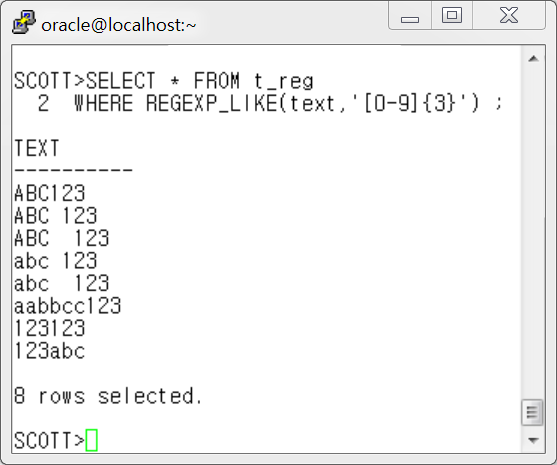 oracle@localhost:~
SCOTT>SELECT * FROM t_reg
  2  WHERE REGEXP_LIKE(text,'[0-9]{3}') ;
TEXT
----------
ABC123
ABC 123
ABC  123
abc 123
abc  123
aabbcc123
123123
123abc
8 rows selected.
SCOTT>